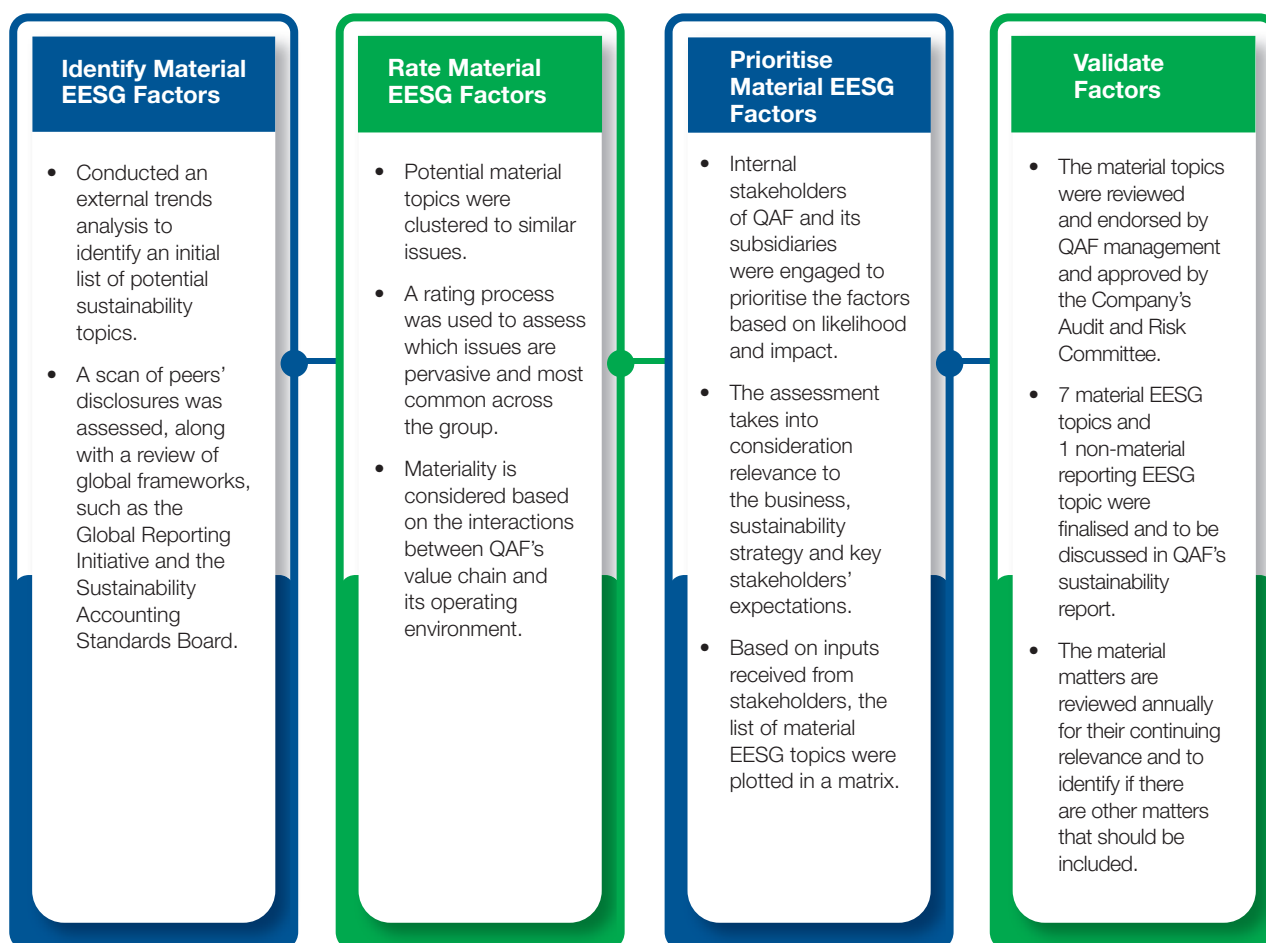 Identify Material
EESG Factors
• Conducted an
external trends
analysis to
identify an initial
list of potential
sustainability
topics.
• A scan of peers’
disclosures was
assessed, along
with a review of
global frameworks,
such as the
Global Reporting
Initiative and the
Sustainability
Accounting
Standards Board.
Rate Material
EESG Factors
• Potential material
topics were
clustered to similar
issues.
• A rating process
was used to assess
which issues are
pervasive and most
common across
the group.
• Materiality is
considered based
on the interactions
between QAF’s
value chain and
its operating
environment.
Prioritise
Material EESG
Factors
• Internal
stakeholders
of QAF and its
subsidiaries
were engaged to
prioritise the factors
based on likelihood
and impact.
• The assessment
takes into
consideration
relevance to
the business,
sustainability
strategy and key
stakeholders’
expectations.
• Based on inputs
received from
stakeholders, the
list of material
EESG topics were
plotted in a matrix.
Validate
Factors
• The material topics
were reviewed
and endorsed by
QAF management
and approved by
the Company’s
Audit and Risk
Committee.
• 7 material EESG
topics and
1 non-material
reporting EESG
topic were
finalised and to be
discussed in QAF’s
sustainability
report.
• The material
matters are
reviewed annually
for their continuing
relevance and to
identify if there
are other matters
that should be
included.